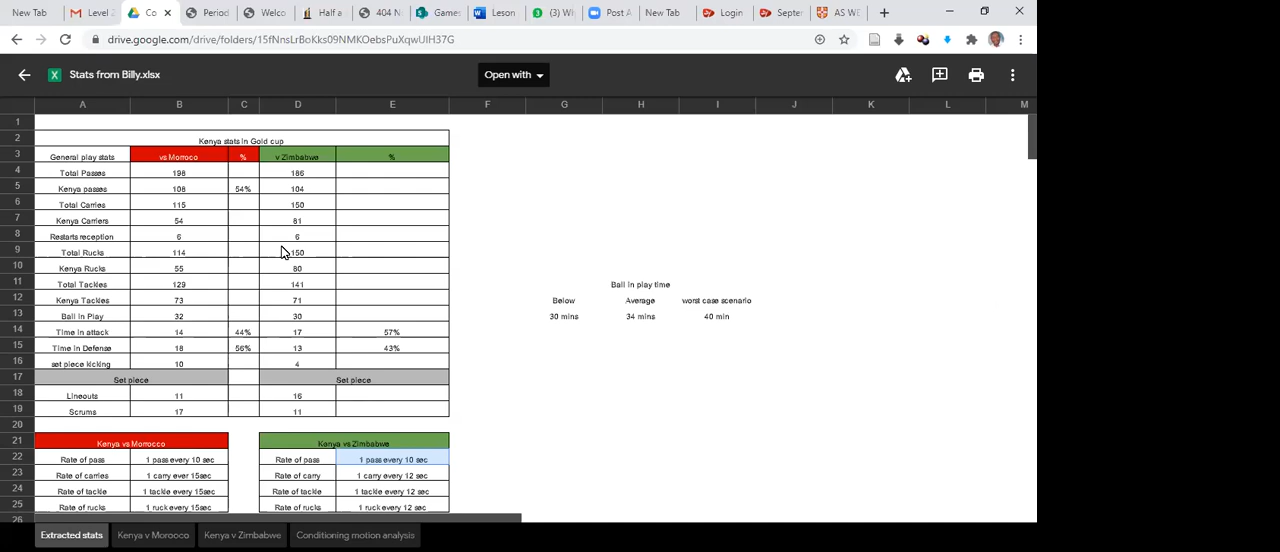 New Tab Level 2 Co Period Welco Half a 404 N Games Leson (3) W Post A New Tab Login Septer AS WE
drive.google.com/drive/folders/15fNnsLrBoKks09NMKOebsPuXqwUIH37G
Stats from Billy.xlsx Open with
A B C D E F G H I J K L M
1
2 Kenya stats in Gold cup
3 General play stats vs Morroco % v Zimbabwe %
4 Total Passes 198 186
5 Kenya passes 108 54% 104
6 Total Carries 115 150
7 Kenya Carriers 54 81
8 Restarts reception 6 6
9 Total Rucks 114 150
10 Kenya Rucks 55 80
11 Total Tackles 129 141 Ball in play time
12 Kenya Tackles 73 71 Below Average worst case scenario
13 Ball in Play 32 30 30 mins 34 mins 40 min
14 Time in attack 14 44% 17 57%
15 Time in Defense 18 56% 13 43%
16 set piece kicking 10 4
17 Set piece Set piece
18 Lineouts 11 16
19 Scrums 17 11
20
21 Kenya vs Morrocco Kenya vs Zimbabwe
22 Rate of pass 1 pass every 10 sec Rate of pass 1 pass every 10 sec
23 Rate of carries 1 carry ever 15sec Rate of carry 1 carry every 12 sec
24 Rate of tackle 1 tackle every 15sec Rate of tackle 1 tackle every 12 sec
25 Rate of rucks 1 ruck every 15sec Rate of rucks 1 ruck every 12 sec
26
Extracted stats Kenya v Morocco Kenya v Zimbabwe Conditioning motion analysis